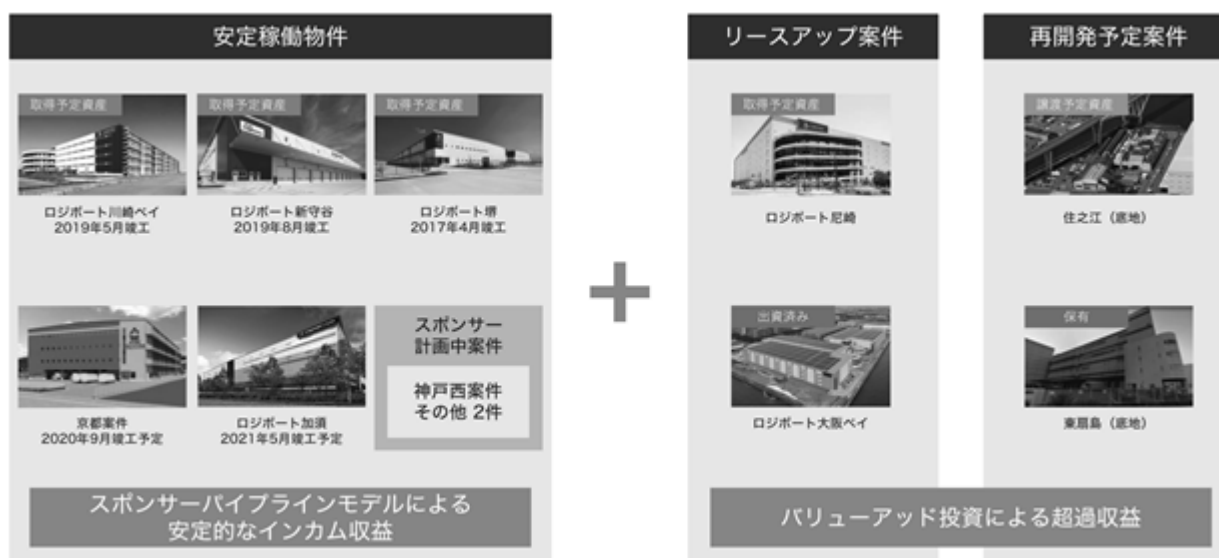 安定稼働物件
取得予定資産
取得予定資産
取得予定資産
ロジポート川崎ベイ
2019年5月竣工
ロジポート新守谷
2019年8月竣工
ロジポート堺
2017年4月竣工
京都案件
2020年9月竣工予定
ロジポート加須
2021年5月竣工予定
スポンサー
計画中案件
神戸西案件
その他 2件
スポンサーパイプラインモデルによる
安定的なインカム収益
+
リースアップ案件
取得予定資産
ロジポート尼崎
出資済み
ロジポート大阪ベイ
再開発予定案件
譲渡予定資産
住之江（底地）
保有
東扇島（底地）
バリューアッド投資による超過収益